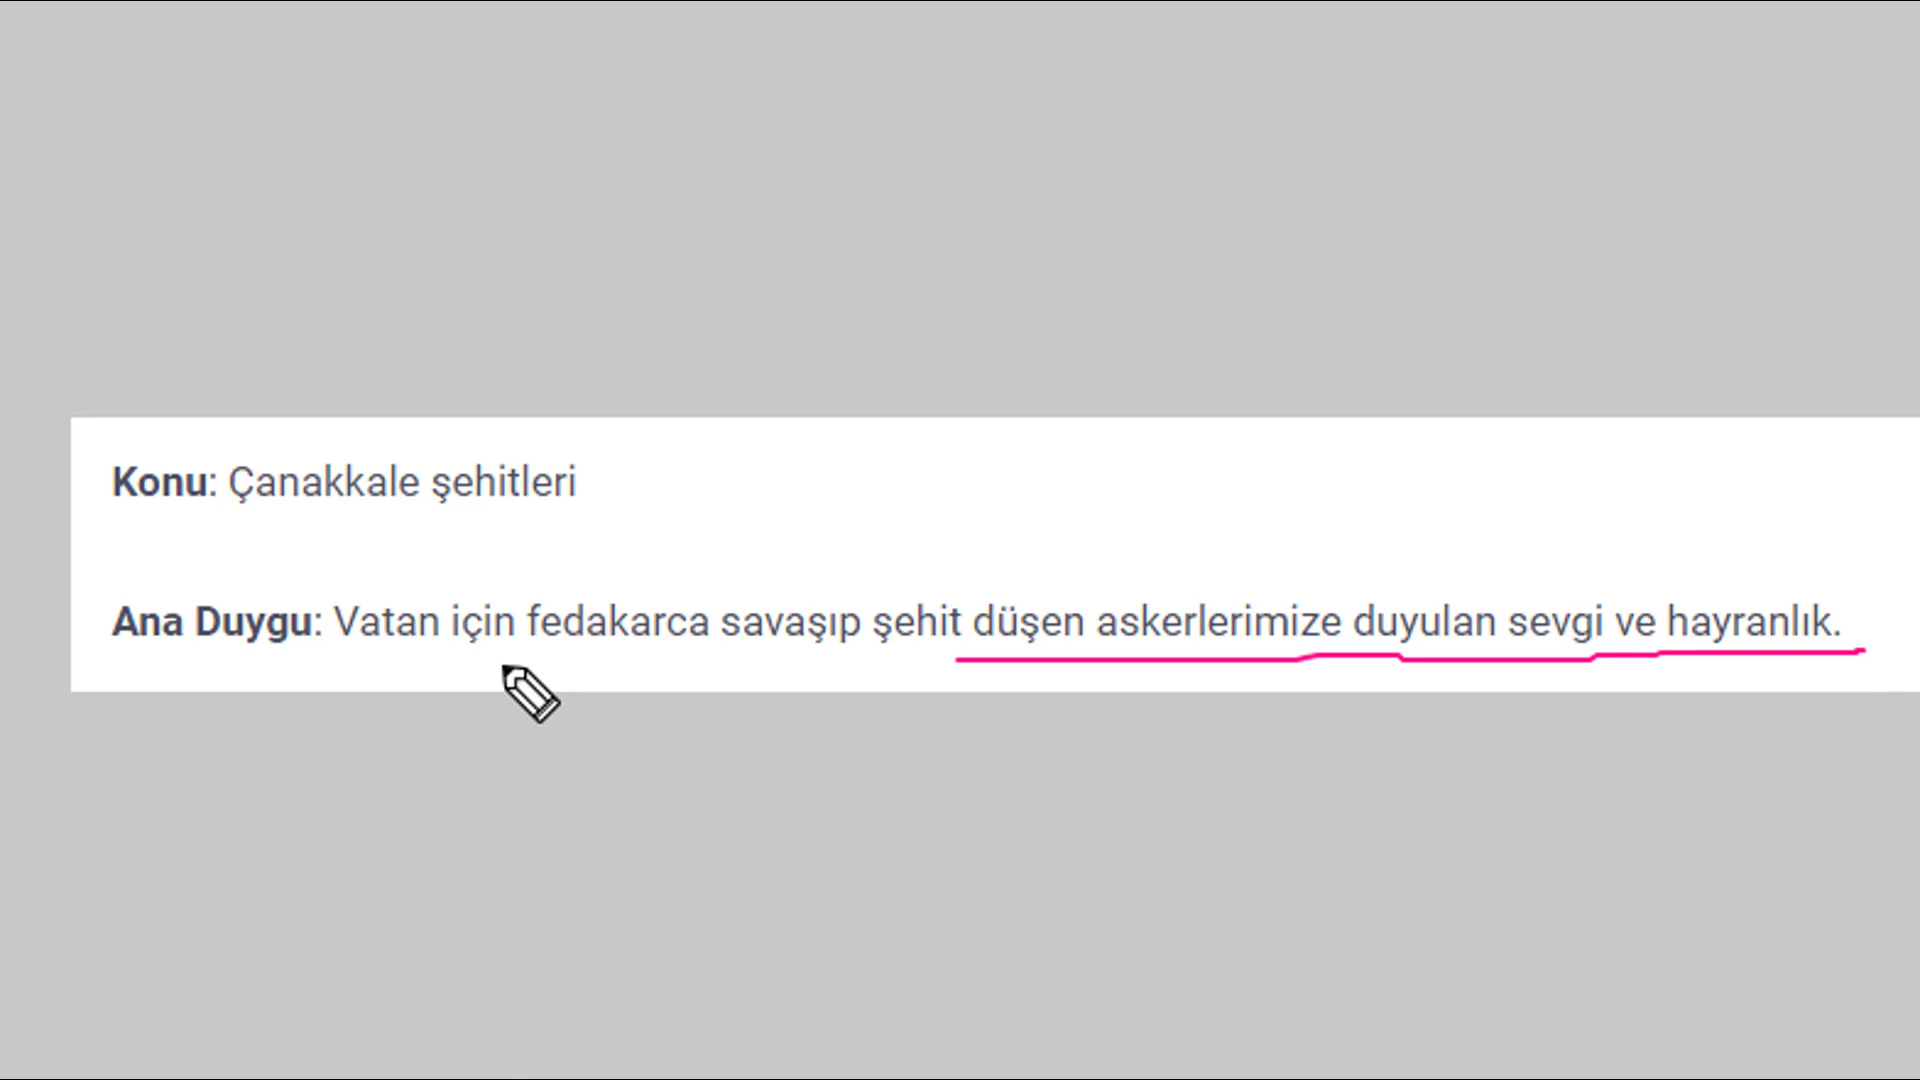 Konu: Çanakkale şehitleri
Ana Duygu: Vatan için fedakarca savaşıp şehit düşen askerlerimize duyulan sevgi ve hayranlık.